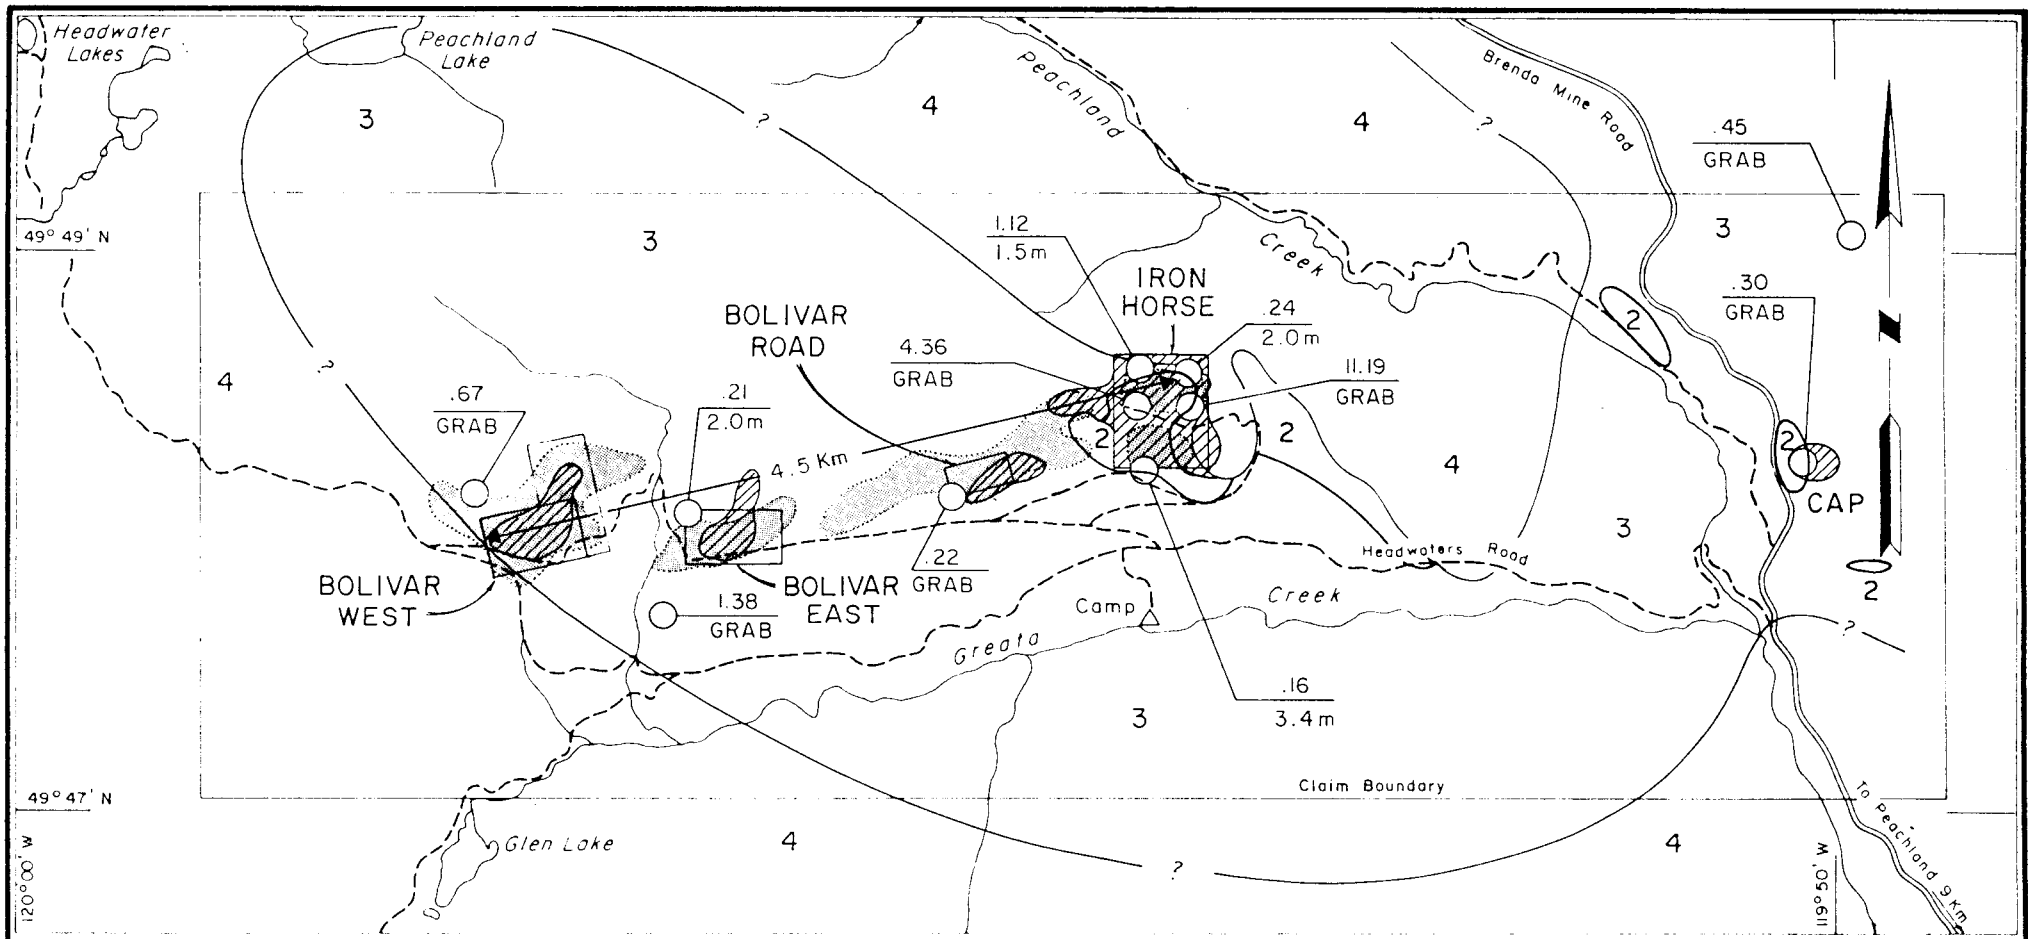 Headwater
Lakes
Peachland
Lake
3
?
4
Peachland
4
?
Brenda Mine Road
.45
GRAB
49° 49' N
3
1.12
1.5m
Creek
3
IRON
HORSE
.30
GRAB
N
BOLIVAR
ROAD
4.36
GRAB
.24
2.0m
2
?
4
.67
GRAB
.21
2.0m
11.19
GRAB
4.5 Km
2
2
4
2
CAP
3
BOLIVAR
WEST
1.38
GRAB
BOLIVAR
EAST
.22
GRAB
Headwaters Road
Camp
Creek
2
Greata
?
.16
3.4m
3
Claim Boundary
49° 47' N
Glen Lake
4
?
4
To Peachland 9 Km
120°00' W
119° 50' W